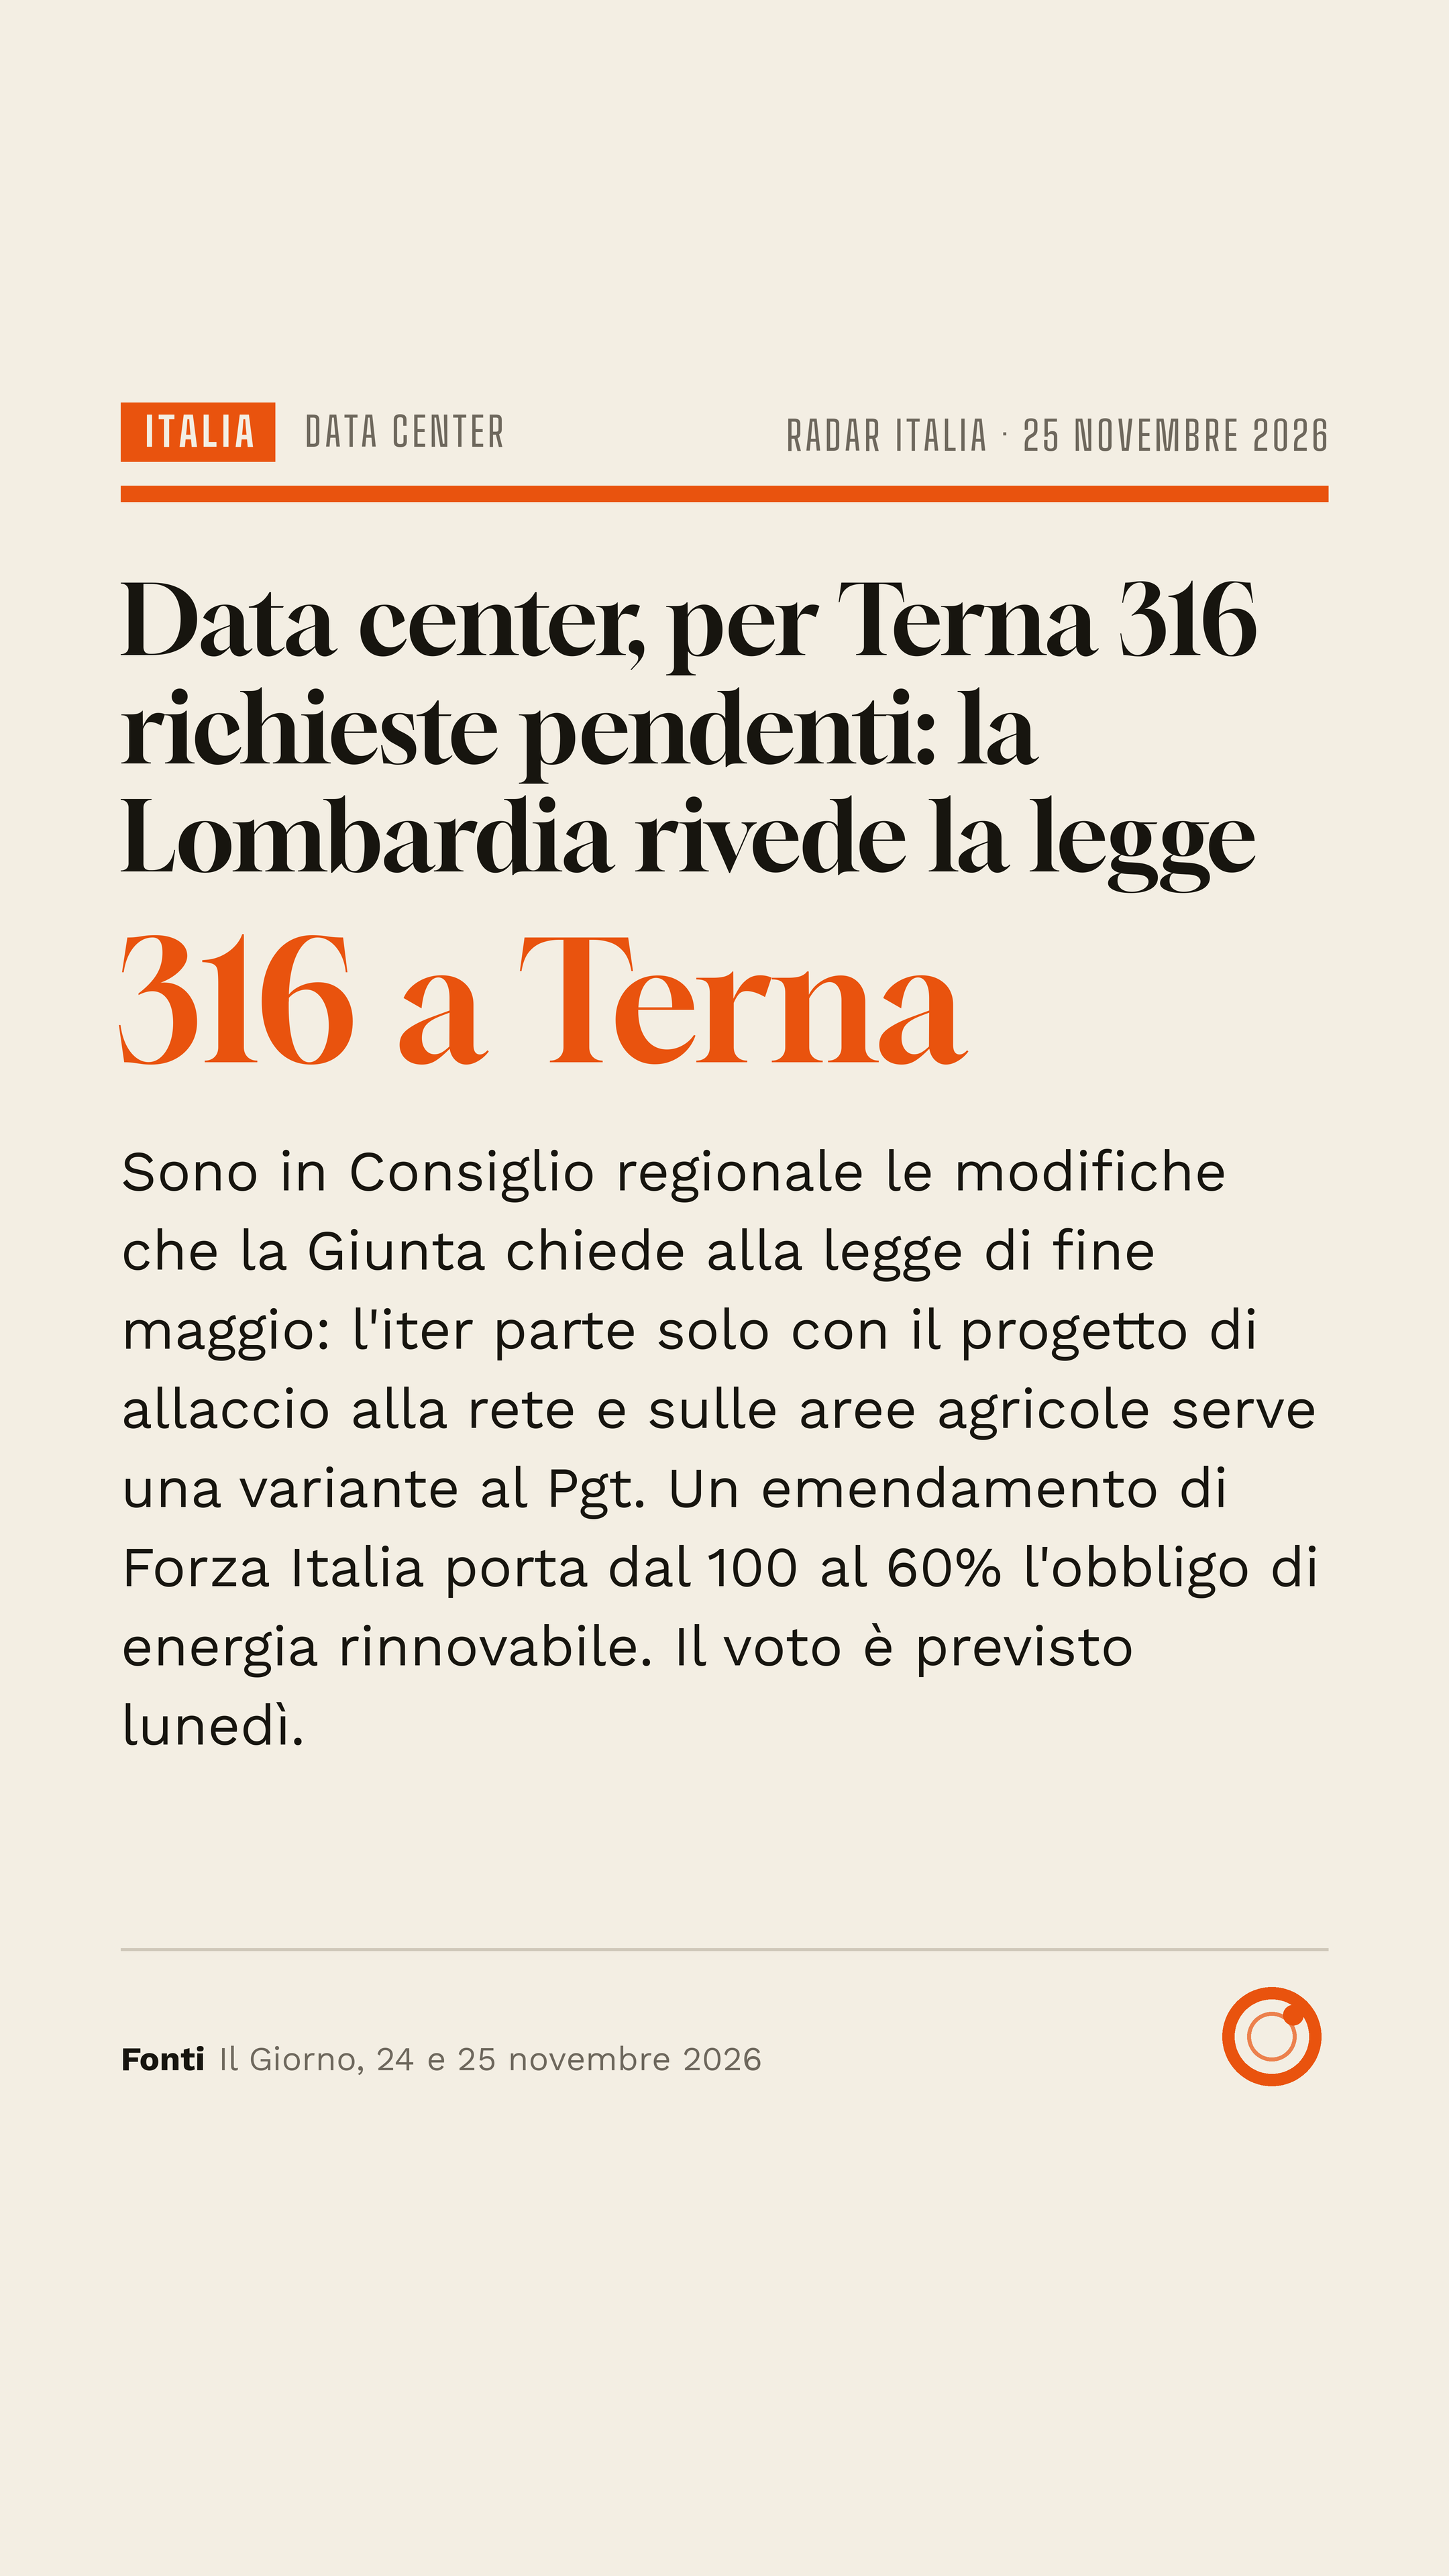 ITALIA DATA CENTER RADAR ITALIA · 25 NOVEMBRE 2026
Data center, per Terna 316
richieste pendenti: la
Lombardia rivede la legge
316 a Terna
Sono in Consiglio regionale le modifiche
che la Giunta chiede alla legge di fine
maggio: l'iter parte solo con il progetto di
allaccio alla rete e sulle aree agricole serve
una variante al Pgt. Un emendamento di
Forza Italia porta dal 100 al 60% l'obbligo di
energia rinnovabile. Il voto è previsto
lunedì.
Fonti Il Giorno, 24 e 25 novembre 2026